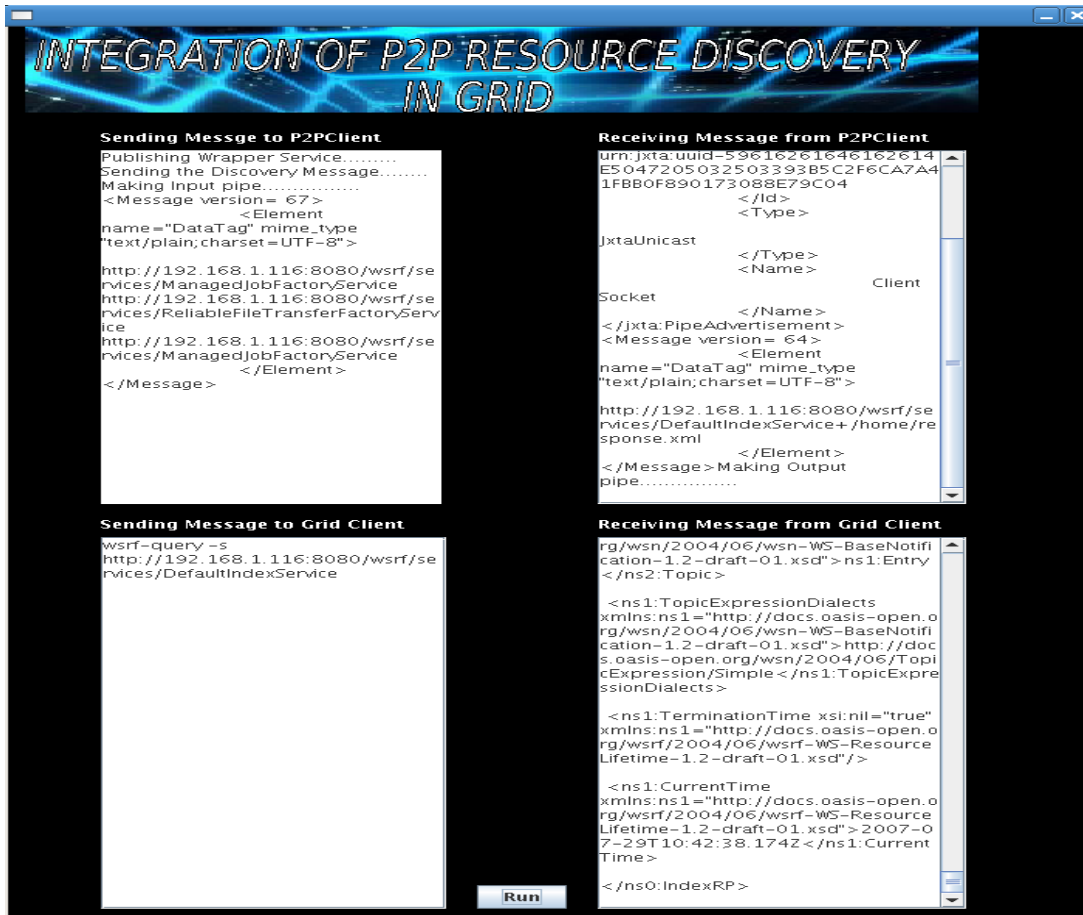 INTEGRATION OF P2P RESOURCE DISCOVERY
IN GRID
Sending Messge to P2PClient
Publishing Wrapper Service.........
Sending the Discovery Message........
Making Input pipe................
<Message version= 67>
<Element
name="DataTag" mime_type
"text/plain;charset=UTF-8">
http://192.168.1.116:8080/wsrf/se
rvices/ManagedJobFactoryService
http://192.168.1.116:8080/wsrf/se
rvices/ReliableFileTransferFactoryServ
ice
http://192.168.1.116:8080/wsrf/se
rvices/ManagedJobFactoryService
</Element>
</Message>
Receiving Message from P2PClient
urn:jxta:uuid-59616261646162614
E5047205032503393B5C2F6CA7A4
1FBB0F890173088E79C04
</Id>
<Type>
JxtaUnicast
</Type>
<Name>
Client
Socket
</Name>
</jxta:PipeAdvertisement>
<Message version= 64>
<Element
name="DataTag" mime_type
"text/plain;charset=UTF-8">
http://192.168.1.116:8080/wsrf/se
rvices/DefaultIndexService+/home/re
sponse.xml
</Element>
</Message>Making Output
pipe................
Sending Message to Grid Client
wsrf-query -s
http://192.168.1.116:8080/wsrf/se
rvices/DefaultIndexService
Receiving Message from Grid Client
rg/wsn/2004/06/wsn-WS-BaseNotifi
cation-1.2-draft-01.xsd">ns1:Entry
</ns2:Topic>
<ns1:TopicExpressionDialects
xmlns:ns1="http://docs.oasis-open.o
rg/wsn/2004/06/wsn-WS-BaseNotifi
cation-1.2-draft-01.xsd">http://doc
s.oasis-open.org/wsn/2004/06/Topi
cExpression/Simple</ns1:TopicExpre
ssionDialects>
<ns1:TerminationTime xsi:nil="true"
xmlns:ns1="http://docs.oasis-open.o
rg/wsrf/2004/06/wsrf-WS-Resource
Lifetime-1.2-draft-01.xsd"/>
<ns1:CurrentTime
xmlns:ns1="http://docs.oasis-open.o
rg/wsrf/2004/06/wsrf-WS-Resource
Lifetime-1.2-draft-01.xsd">2007-0
7-29T10:42:38.174Z</ns1:Current
Time>
</ns0:IndexRP>
Run